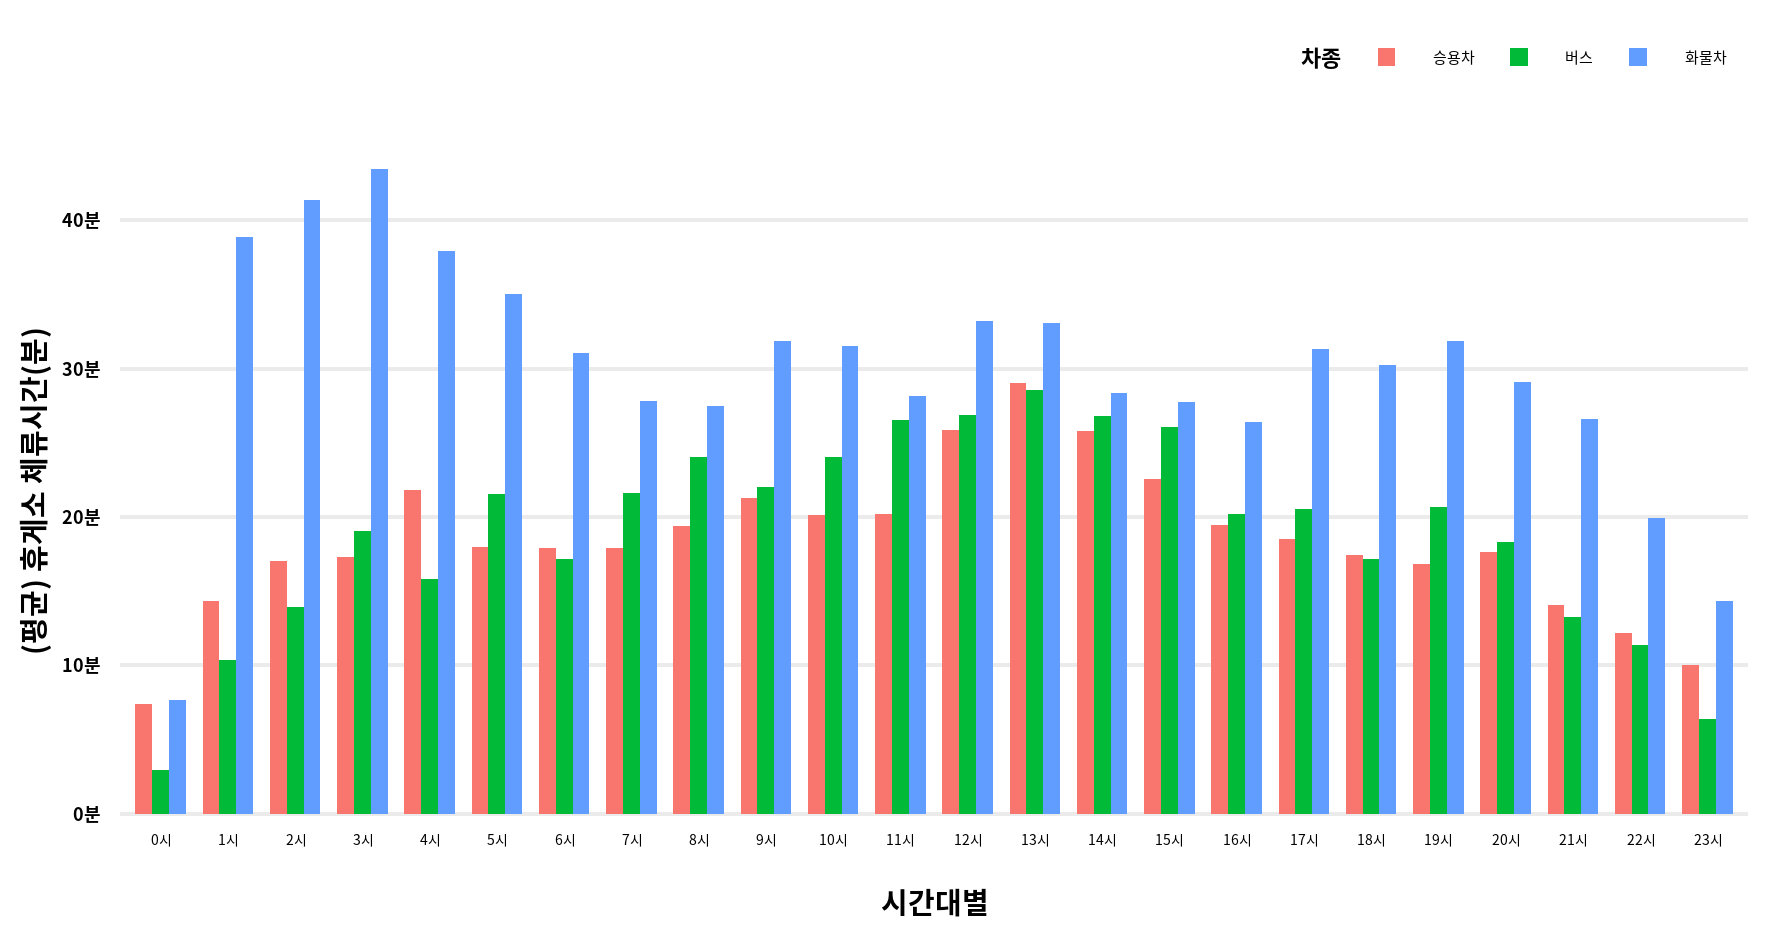 차종 승용차 버스 화물차
(평균) 휴게소 체류시간(분)
40분
30분
20분
10분
0분
0시 1시 2시 3시 4시 5시 6시 7시 8시 9시 10시 11시 12시 13시 14시 15시 16시 17시 18시 19시 20시 21시 22시 23시
시간대별